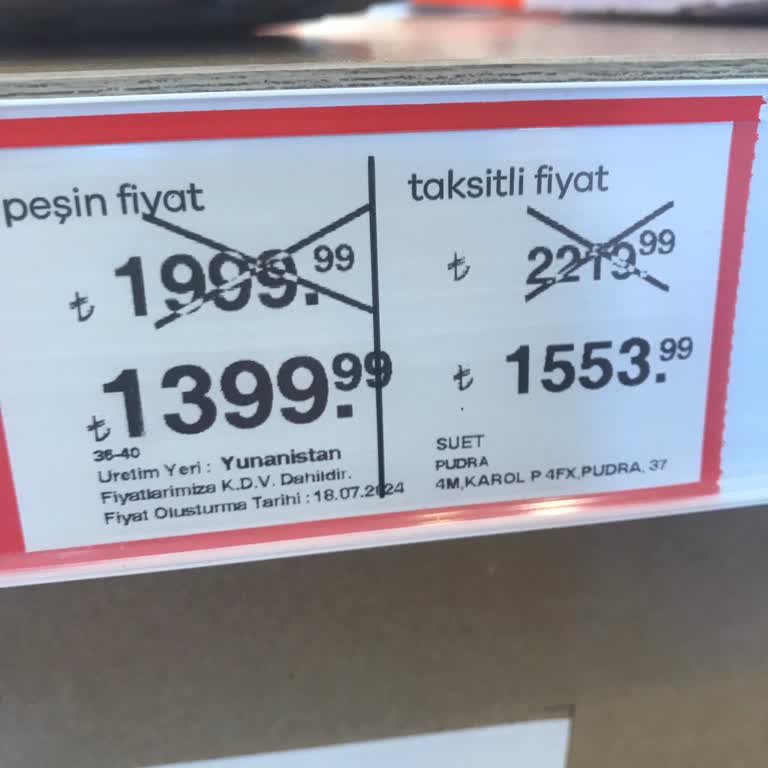 peşin fiyat
₺ 1999.99
₺ 1399.99
36-40
Uretim Yeri : Yunanistan
Fiyatlarimiza K.D.V. Dahildir.
Fiyat Olusturma Tarihi : 18.07.2024
taksitli fiyat
₺ 2219.99
₺ 1553.99
SUET
PUDRA
4M,KAROL P 4FX,PUDRA, 37